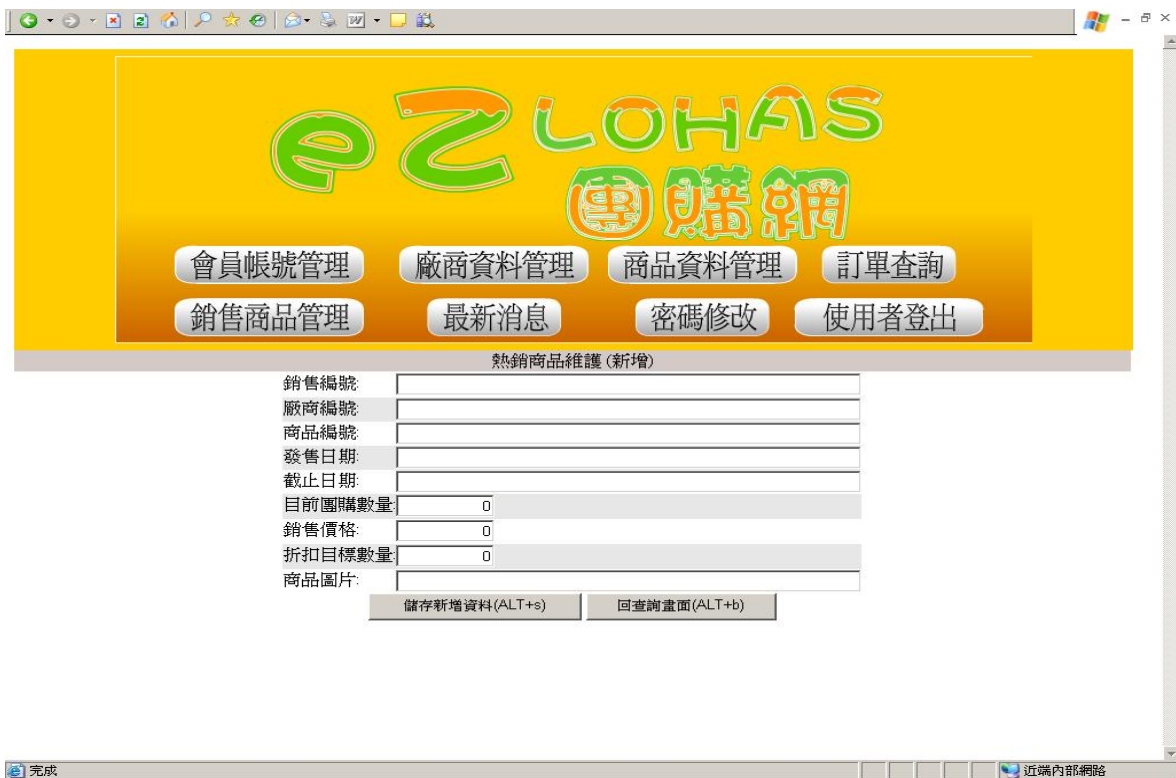 eZ LOHAS
團購網
會員帳號管理 廠商資料管理 商品資料管理 訂單查詢
銷售商品管理 最新消息 密碼修改 使用者登出
熱銷商品維護 (新增)
銷售編號:
廠商編號:
商品編號:
發售日期:
截止日期:
目前團購數量: 0
銷售價格: 0
折扣目標數量: 0
商品圖片:
儲存新增資料(ALT+s) 回查詢畫面(ALT+b)
完成 近端內部網路